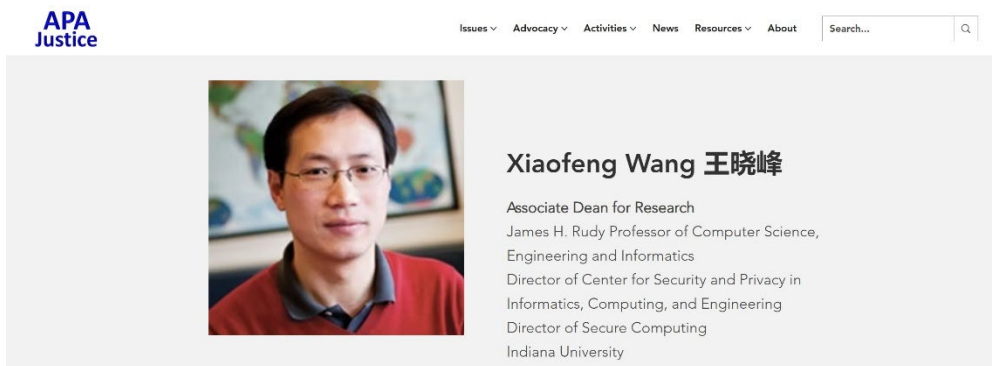 APA
Justice
Issues Advocacy Activities News Resources About Search...
Xiaofeng Wang 王晓峰
Associate Dean for Research
James H. Rudy Professor of Computer Science,
Engineering and Informatics
Director of Center for Security and Privacy in
Informatics, Computing, and Engineering
Director of Secure Computing
Indiana University